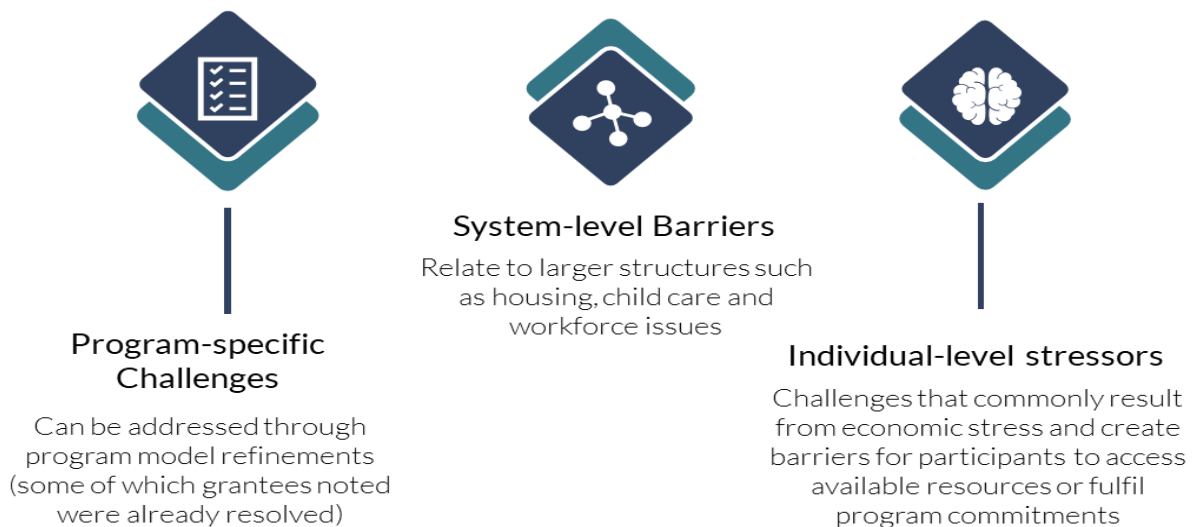 Program-specific
Challenges
Can be addressed through
program model refinements
(some of which grantees noted
were already resolved)
System-level Barriers
Relate to larger structures such
as housing, child care and
workforce issues
Individual-level stressors
Challenges that commonly result
from economic stress and create
barriers for participants to access
available resources or fulfil
program commitments